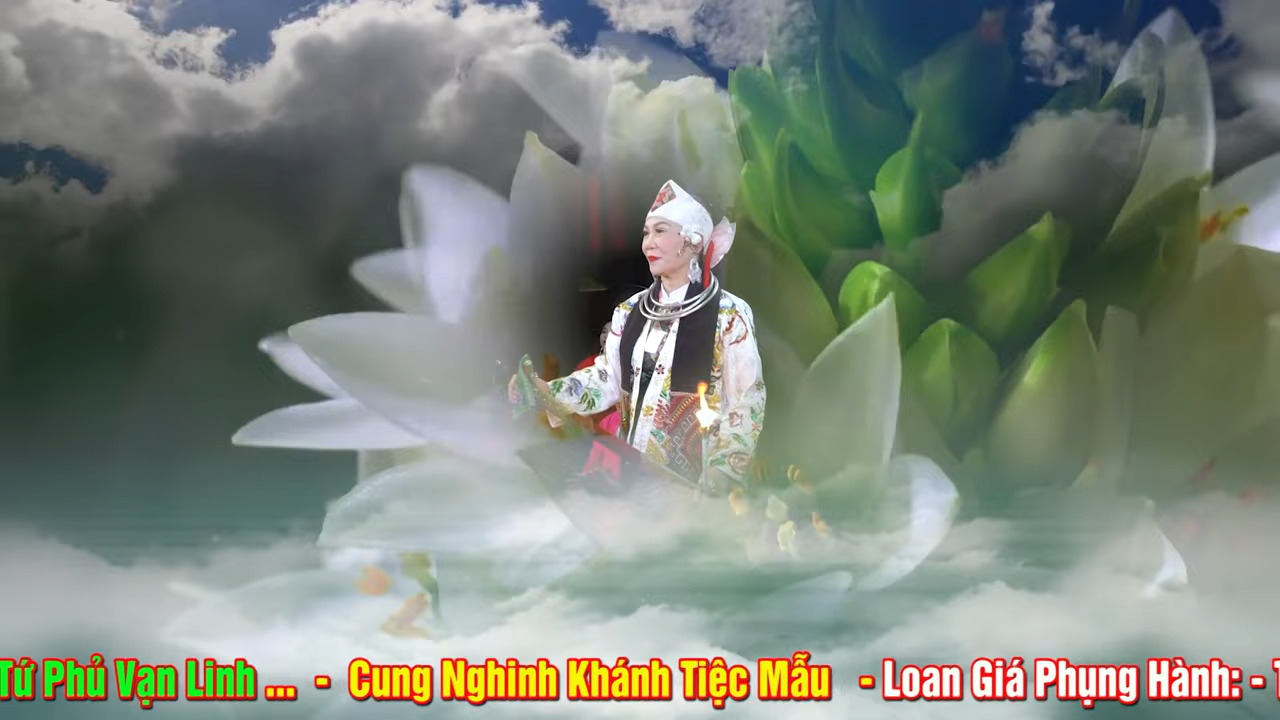 Tứ Phủ Vạn Linh ... - Cung Nghinh Khánh Tiệc Mẫu - Loan Giá Phụng Hành: -